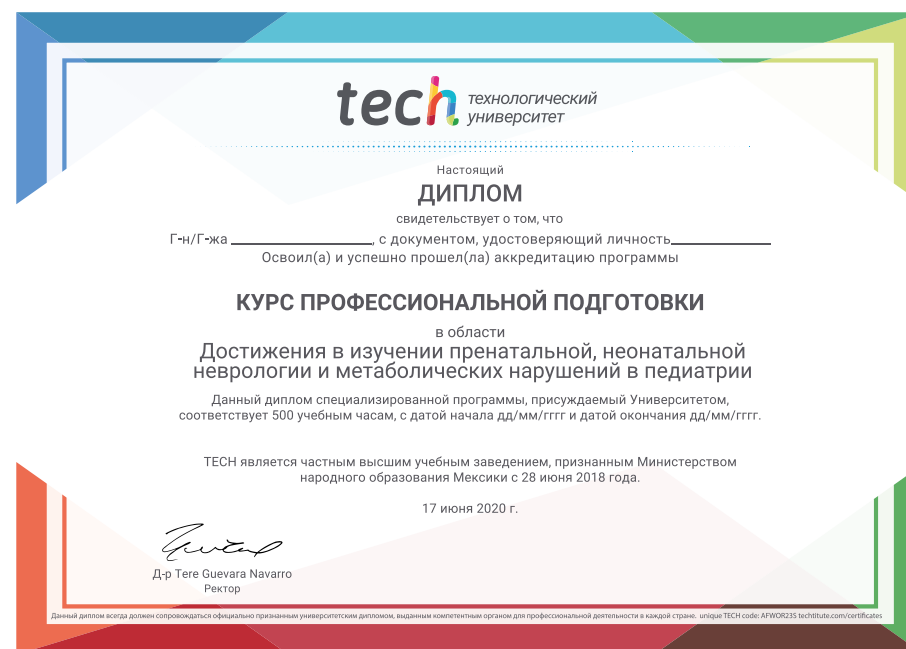 tech технологический
университет
Настоящий
ДИПЛОМ
свидетельствует о том, что
Г-н/Г-жа ____________, с документом, удостоверяющий личность____________
Освоил(а) и успешно прошел(ла) аккредитацию программы
КУРС ПРОФЕССИОНАЛЬНОЙ ПОДГОТОВКИ
в области
Достижения в изучении пренатальной, неонатальной
неврологии и метаболических нарушений в педиатрии
Данный диплом специализированной программы, присуждаемый Университетом,
соответствует 500 учебным часам, с датой начала дд/мм/гггг и датой окончания дд/мм/гггг.
ТЕСН является частным высшим учебным заведением, признанным Министерством
народного образования Мексики с 28 июня 2018 года.
17 июня 2020 г.
Д-р Tere Guevara Navarro
Ректор
Данный диплом всегда должен сопровождаться официально признанным университетским дипломом, выданным компетентным органом для профессиональной деятельности в каждой стране. unique TECH code: AFWOR235 techtitute.com/certificates